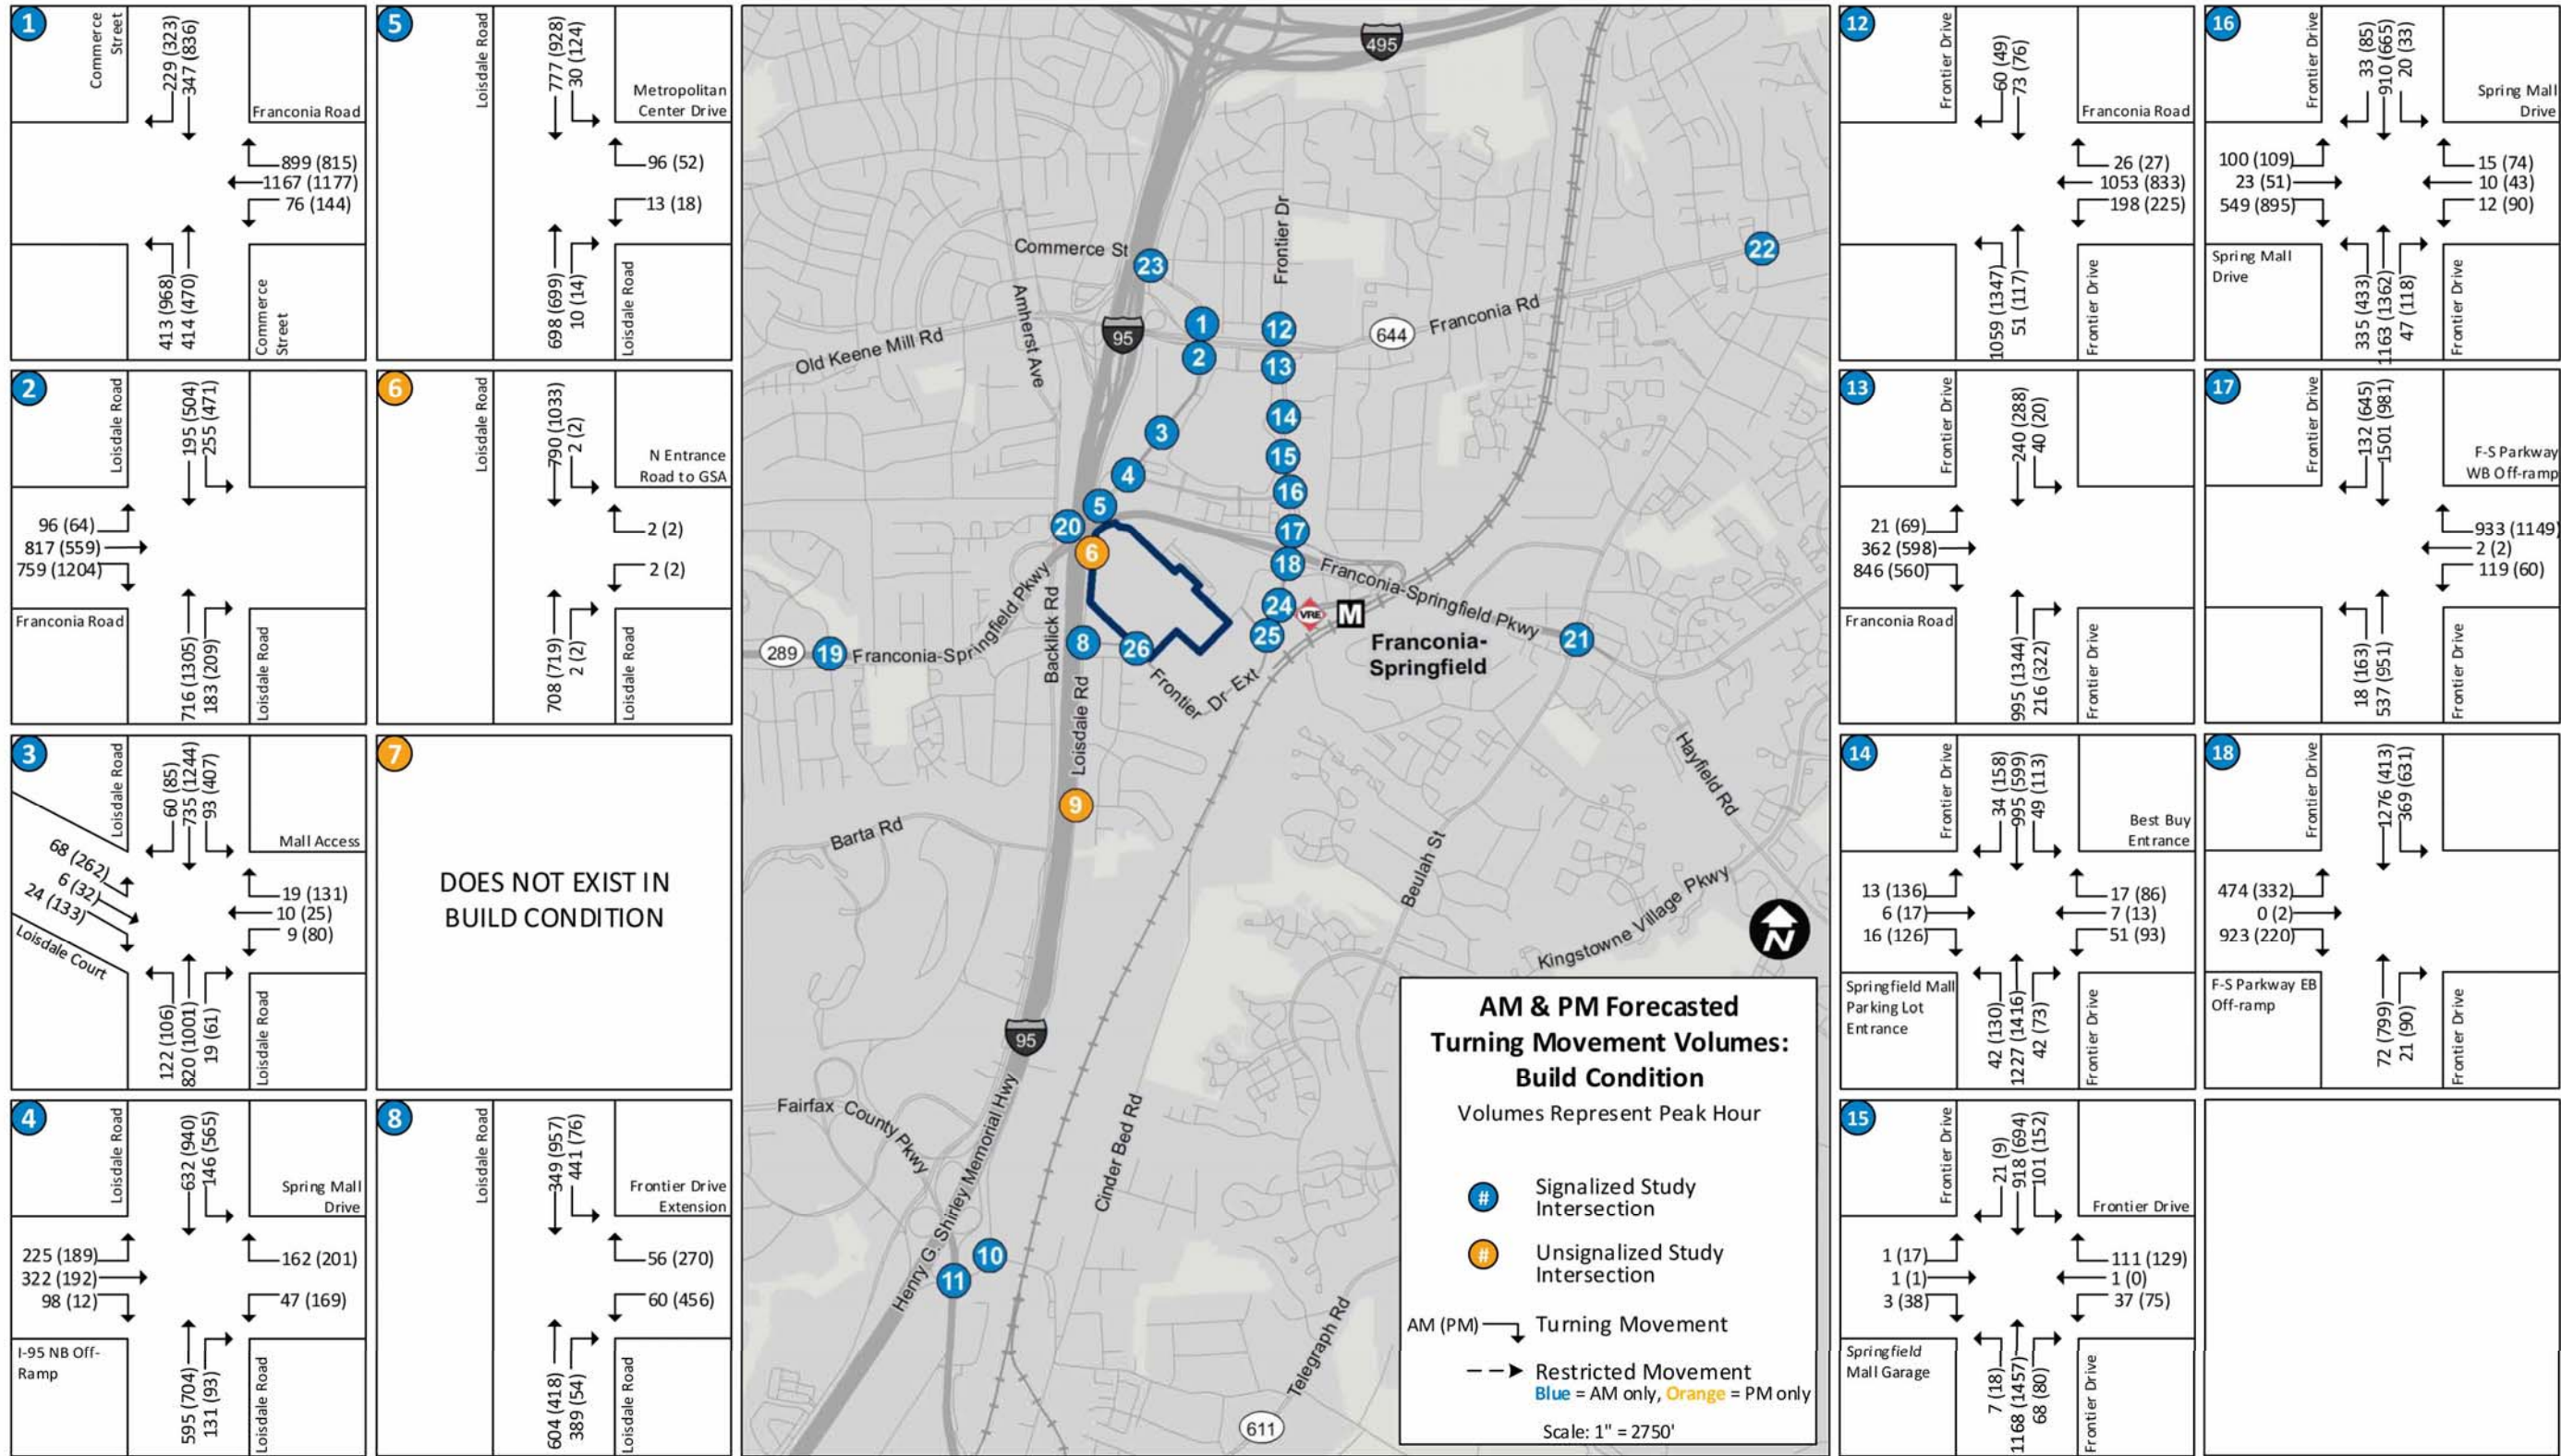 1
Commerce
Street
229 (323)
347 (836)
Franconia Road
899 (815)
1167 (1177)
76 (144)
413 (968)
414 (470)
Commerce
Street
2
Loisdale Road
195 (504)
255 (471)
96 (64)
817 (559)
759 (1204)
Franconia Road
716 (1305)
183 (209)
Loisdale Road
3
Loisdale Road
60 (85)
735 (1244)
93 (407)
Mall Access
68 (262)
6 (32)
24 (133)
19 (131)
10 (25)
9 (80)
Loisdale Court
122 (106)
820 (1001)
19 (61)
Loisdale Road
4
Loisdale Road
632 (940)
146 (565)
Spring Mall
Drive
225 (189)
322 (192)
98 (12)
162 (201)
47 (169)
I-95 NB Off-
Ramp
595 (704)
131 (93)
Loisdale Road
5
Loisdale Road
777 (928)
30 (124)
Metropolitan
Center Drive
96 (52)
13 (18)
698 (699)
10 (14)
Loisdale Road
6
Loisdale Road
790 (1033)
2 (2)
N Entrance
Road to GSA
2 (2)
2 (2)
708 (719)
2 (2)
Loisdale Road
7
DOES NOT EXIST IN
BUILD CONDITION
8
Loisdale Road
349 (957)
441 (76)
Frontier Drive
Extension
56 (270)
60 (456)
604 (418)
389 (54)
Loisdale Road
495
Commerce St
23
Frontier Dr
22
Amherst Ave
95
1
12
644
Franconia Rd
Old Keene Mill Rd
2
13
3
14
15
4
16
5
20
17
6
18
Franconia-Springfield Pkwy
Franconia-Springfield Pkwy
Backlick Rd
24
VRE
M
25
Franconia-
Springfield
21
289
19
8
26
Frontier Dr Ext
Loisdale Rd
Hayfield Rd
9
Barta Rd
Beulah St
Kingstowne Village Pkwy
N
95
Fairfax County Pkwy
Henry G. Shirley Memorial Hwy
Cinder Bed Rd
10
11
Telegraph Rd
611
AM & PM Forecasted
Turning Movement Volumes:
Build Condition
Volumes Represent Peak Hour
# Signalized Study
Intersection
# Unsignalized Study
Intersection
AM (PM) Turning Movement
Restricted Movement
Blue = AM only, Orange = PM only
Scale: 1" = 2750'
12
Frontier Drive
60 (49)
73 (76)
Franconia Road
26 (27)
1053 (833)
198 (225)
1059 (1347)
51 (117)
Frontier Drive
13
Frontier Drive
240 (288)
40 (20)
21 (69)
362 (598)
846 (560)
Franconia Road
995 (1344)
216 (322)
Frontier Drive
14
Frontier Drive
34 (158)
995 (599)
49 (113)
Best Buy
Entrance
13 (136)
6 (17)
16 (126)
17 (86)
7 (13)
51 (93)
Springfield Mall
Parking Lot
Entrance
42 (130)
1227 (1416)
42 (73)
Frontier Drive
15
Frontier Drive
21 (9)
918 (694)
101 (152)
Frontier Drive
1 (17)
1 (1)
3 (38)
111 (129)
1 (0)
37 (75)
Springfield
Mall Garage
7 (18)
1168 (1457)
68 (80)
Frontier Drive
16
Frontier Drive
33 (85)
910 (665)
20 (33)
Spring Mall
Drive
100 (109)
23 (51)
549 (895)
15 (74)
10 (43)
12 (90)
Spring Mall
Drive
335 (433)
1163 (1362)
47 (118)
Frontier Drive
17
Frontier Drive
132 (645)
1501 (981)
F-S Parkway
WB Off-ramp
933 (1149)
2 (2)
119 (60)
18 (163)
537 (951)
Frontier Drive
18
Frontier Drive
1276 (413)
369 (631)
474 (332)
0 (2)
923 (220)
F-S Parkway EB
Off-ramp
72 (799)
21 (90)
Frontier Drive